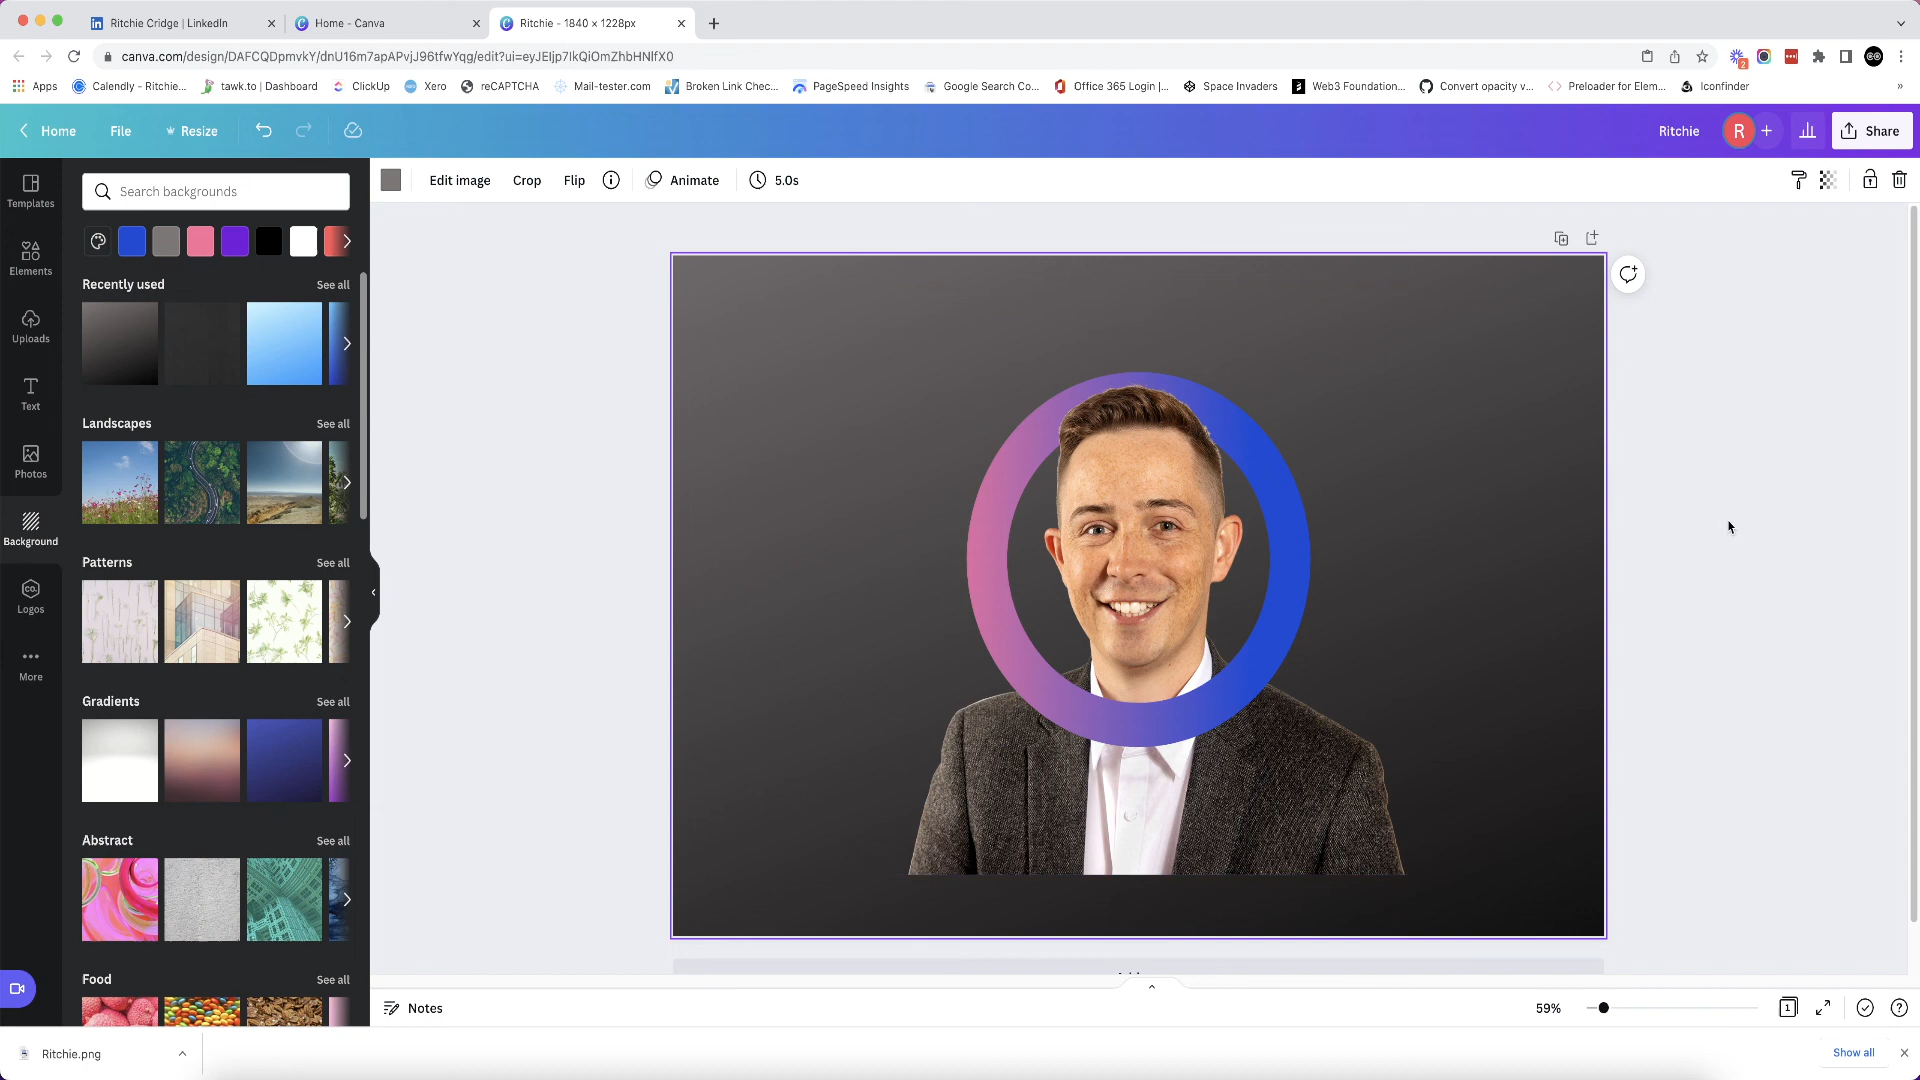 Ritchie Cridge | LinkedIn
Home - Canva
Ritchie - 1840 × 1228px
canva.com/design/DAFCQDpmvkY/dnU16m7apAPvjJ96tfwYqg/edit?ui=eyJEIjp7IkQiOmZhbHNlfX0
2
Apps
Calendly - Ritchie...
tawk.to | Dashboard
ClickUp
Xero
reCAPTCHA
Mail-tester.com
Broken Link Chec...
PageSpeed Insights
Google Search Co...
Office 365 Login |...
Space Invaders
Web3 Foundation...
Convert opacity v...
Preloader for Elem...
Iconfinder
»
Home
File
Resize
Ritchie
R
+
Share
Templates
Elements
Uploads
Text
Photos
Background
CO.
Logos
More
Search backgrounds
Recently used
See all
Landscapes
See all
Patterns
See all
Gradients
See all
Abstract
See all
Food
See all
Edit image
Crop
Flip
Animate
5.0s
Notes
59%
1
Ritchie.png
Show all